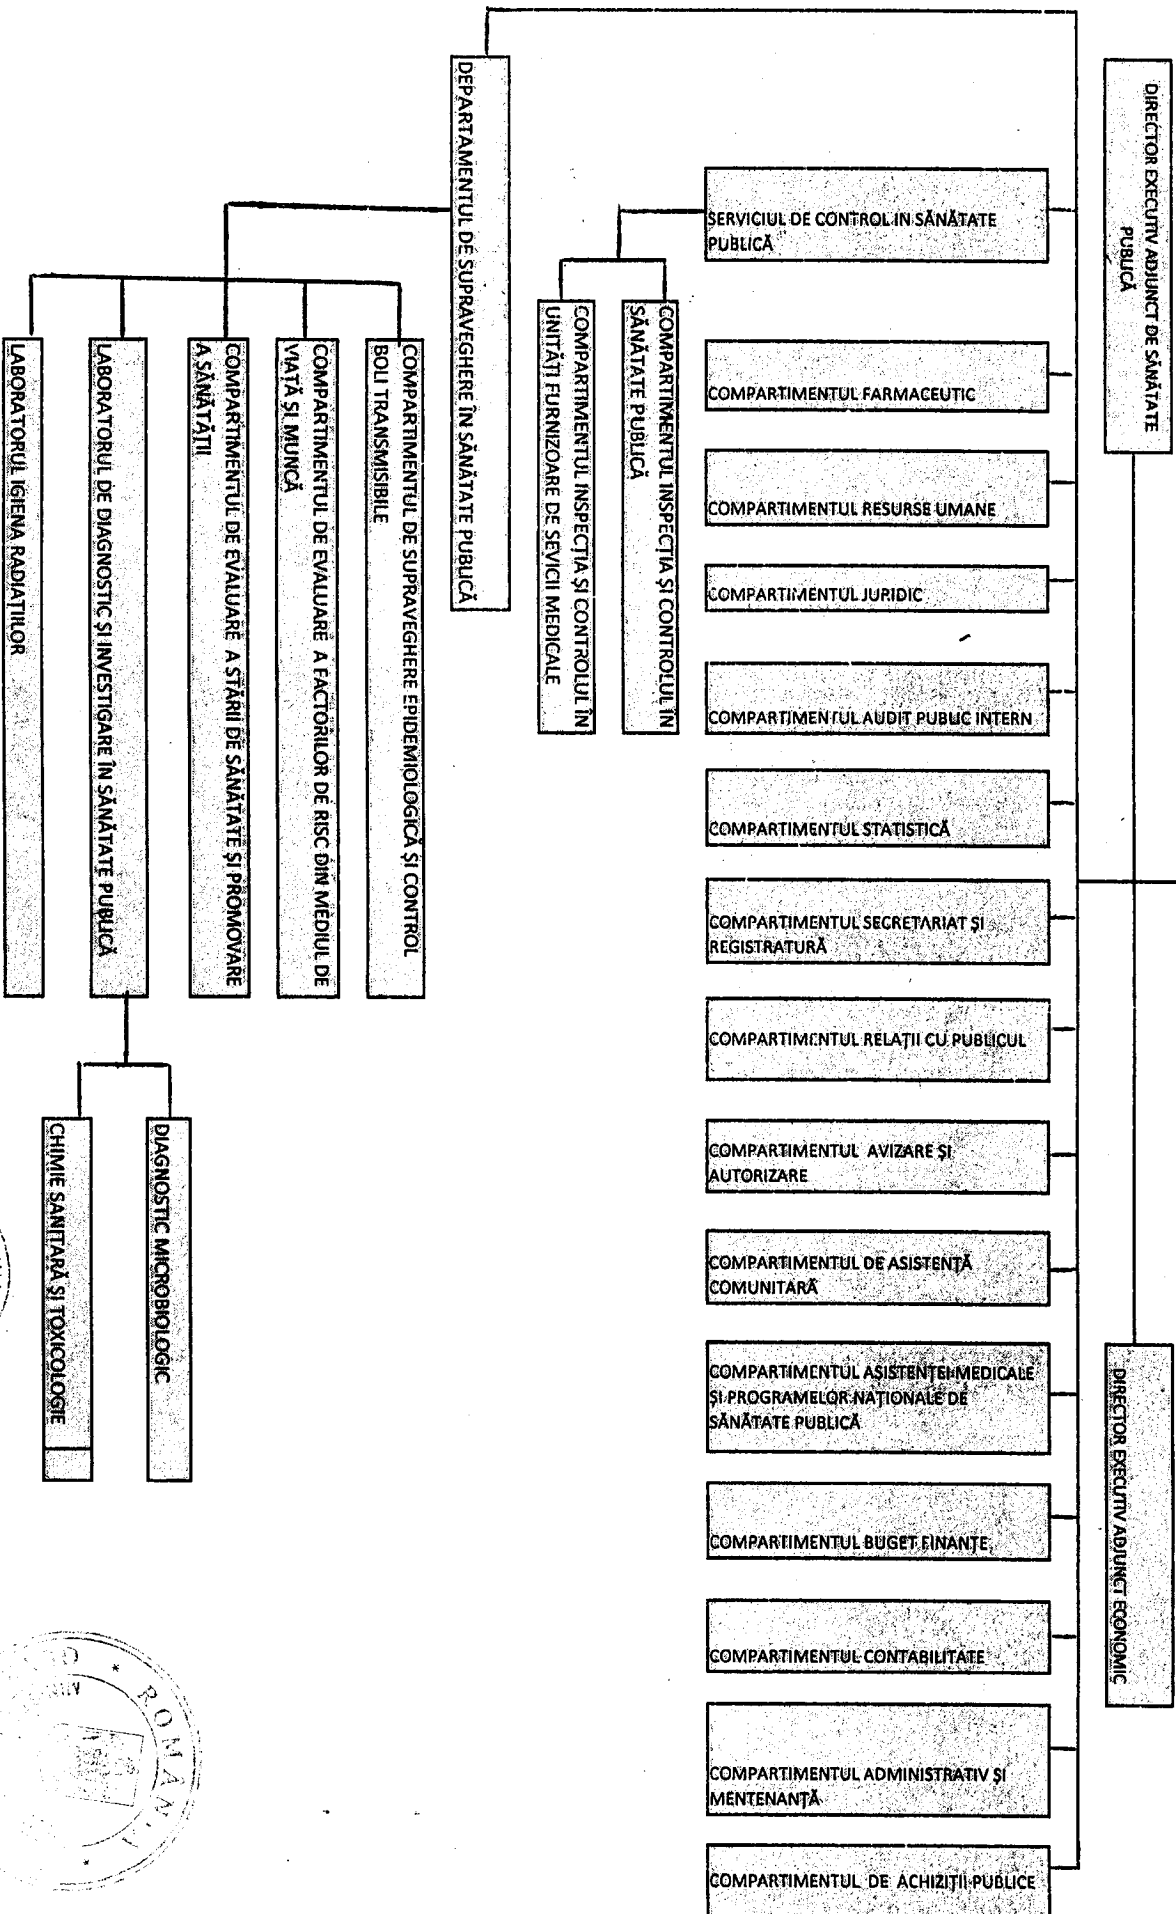 DIRECTOR EXECUTIV ADJUNCT DE SĂNĂTATE
PUBLICĂ
DIRECTOR EXECUTIV ADJUNCT ECONOMIC
SERVICIUL DE CONTROL IN SĂNĂTATE
PUBLICĂ
COMPARTIMENTUL FARMACEUTIC
COMPARTIMENTUL RESURSE UMANE
COMPARTIMENTUL JURIDIC
COMPARTIMENTUL AUDIT PUBLIC INTERN
COMPARTIMENTUL STATISTICĂ
COMPARTIMENTUL SECRETARIAT ȘI
REGISTRATURĂ
COMPARTIMENTUL RELAȚII CU PUBLICUL
COMPARTIMENTUL AVIZARE ȘI
AUTORIZARE
COMPARTIMENTUL DE ASISTENȚĂ
COMUNITARĂ
COMPARTIMENTUL ASISTENȚEI MEDICALE
ȘI PROGRAMELOR NAȚIONALE DE
SĂNĂTATE PUBLICĂ
COMPARTIMENTUL BUGET FINANȚE
COMPARTIMENTUL CONTABILITATE
COMPARTIMENTUL ADMINISTRATIV ȘI
MENTENANȚĂ
COMPARTIMENTUL DE ACHIZIȚII PUBLICE
COMPARTIMENTUL INSPECȚIA ȘI CONTROLUL ÎN
SĂNĂTATE PUBLICĂ
COMPARTIMENTUL INSPECȚIA ȘI CONTROLUL ÎN
UNITĂȚI FURNIZOARE DE SEVICII MEDICALE
DEPARTAMENTUL DE SUPRAVEGHERE ÎN SĂNĂTATE PUBLICĂ
COMPARTIMENTUL DE SUPRAVEGHERE EPIDEMIOLOGICĂ ȘI CONTROL
BOLI TRANSMISIBILE
COMPARTIMENTUL DE EVALUARE A FACTORILOR DE RISC DIN MEDIUL DE
VIAȚĂ ȘI MUNCĂ
COMPARTIMENTUL DE EVALUARE A STĂRII DE SĂNĂTATE ȘI PROMOVARE
A SĂNĂTĂȚII
LABORATORUL DE DIAGNOSTIC ȘI INVESTIGARE ÎN SĂNĂTATE PUBLICĂ
LABORATORUL IGIENA RADIAȚIILOR
DIAGNOSTIC MICROBIOLOGIC
CHIMIE SANITARĂ ȘI TOXICOLOGIE
ROMÂNIA